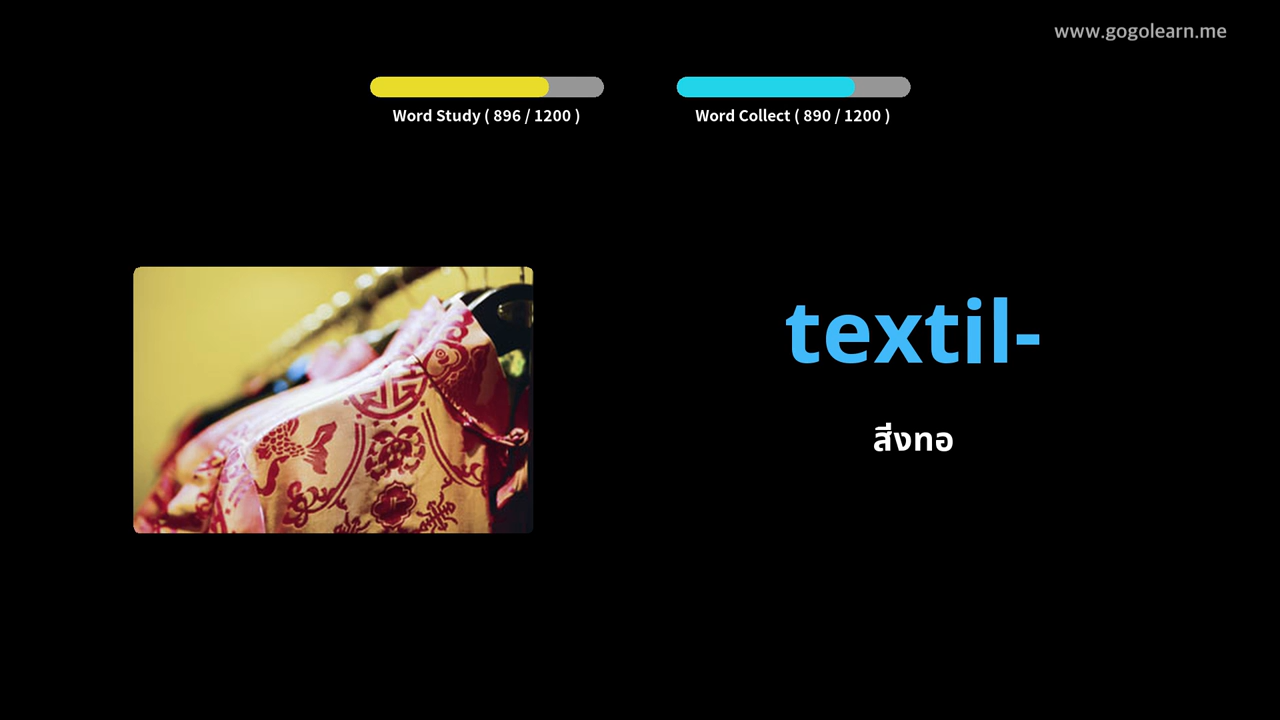 www.gogolearn.me
Word Study ( 896 / 1200 )
Word Collect ( 890 / 1200 )
textil-
สิ่งทอ